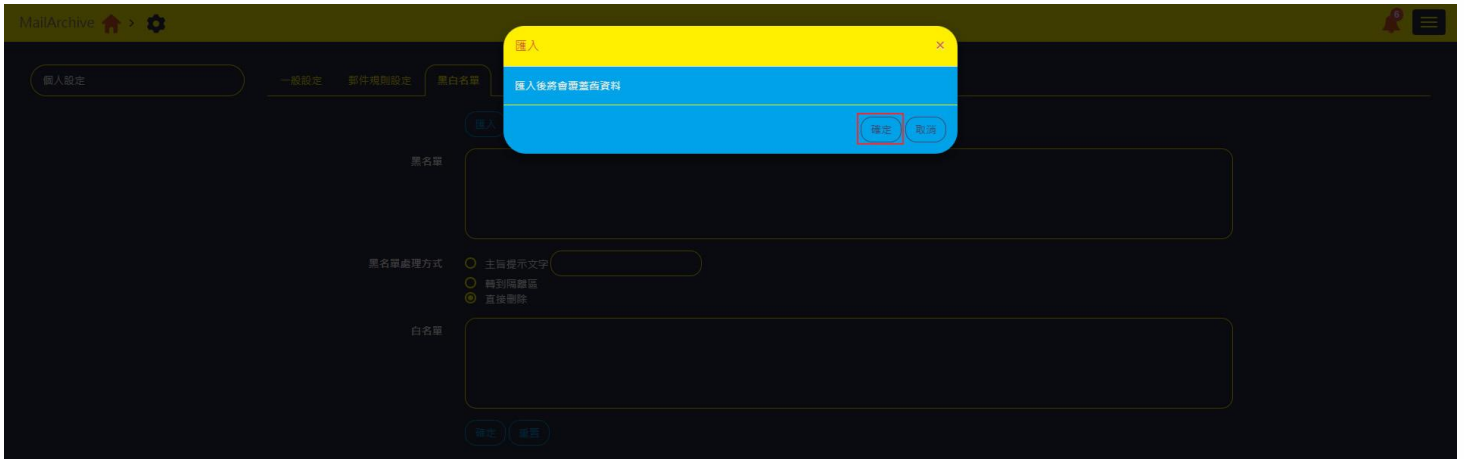 MailArchive
6
匯入
×
匯入後將會覆蓋舊資料
確定
取消
個人設定
一般設定 郵件規則設定 黑白名單
匯入
黑名單
黑名單處理方式
主旨提示文字
轉到隔離區
直接刪除
白名單
確定 重置